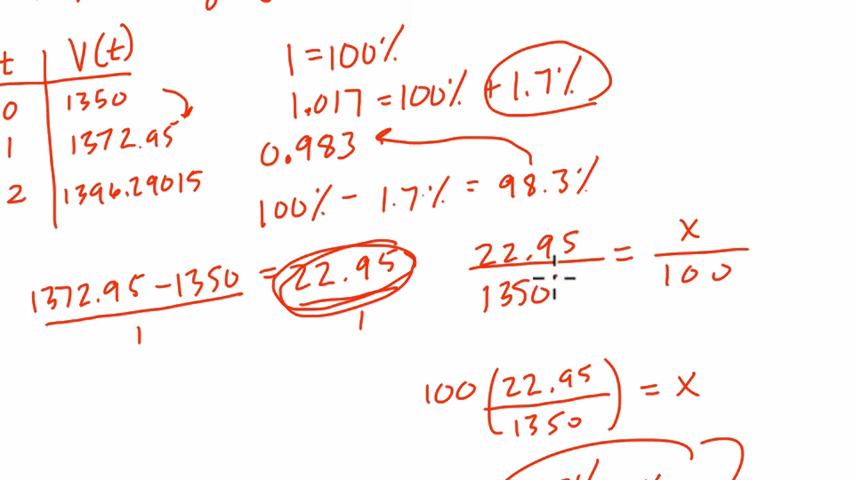 t V(t)
0 1350
1 1372.95
2 1396.29015
1 = 100%
1.017 = 100% + 1.7%
0.983
100% - 1.7% = 98.3%
1372.95 - 1350 / 1 = 22.95 / 1
22.95 / 1350 = x / 100
100 (22.95 / 1350) = x